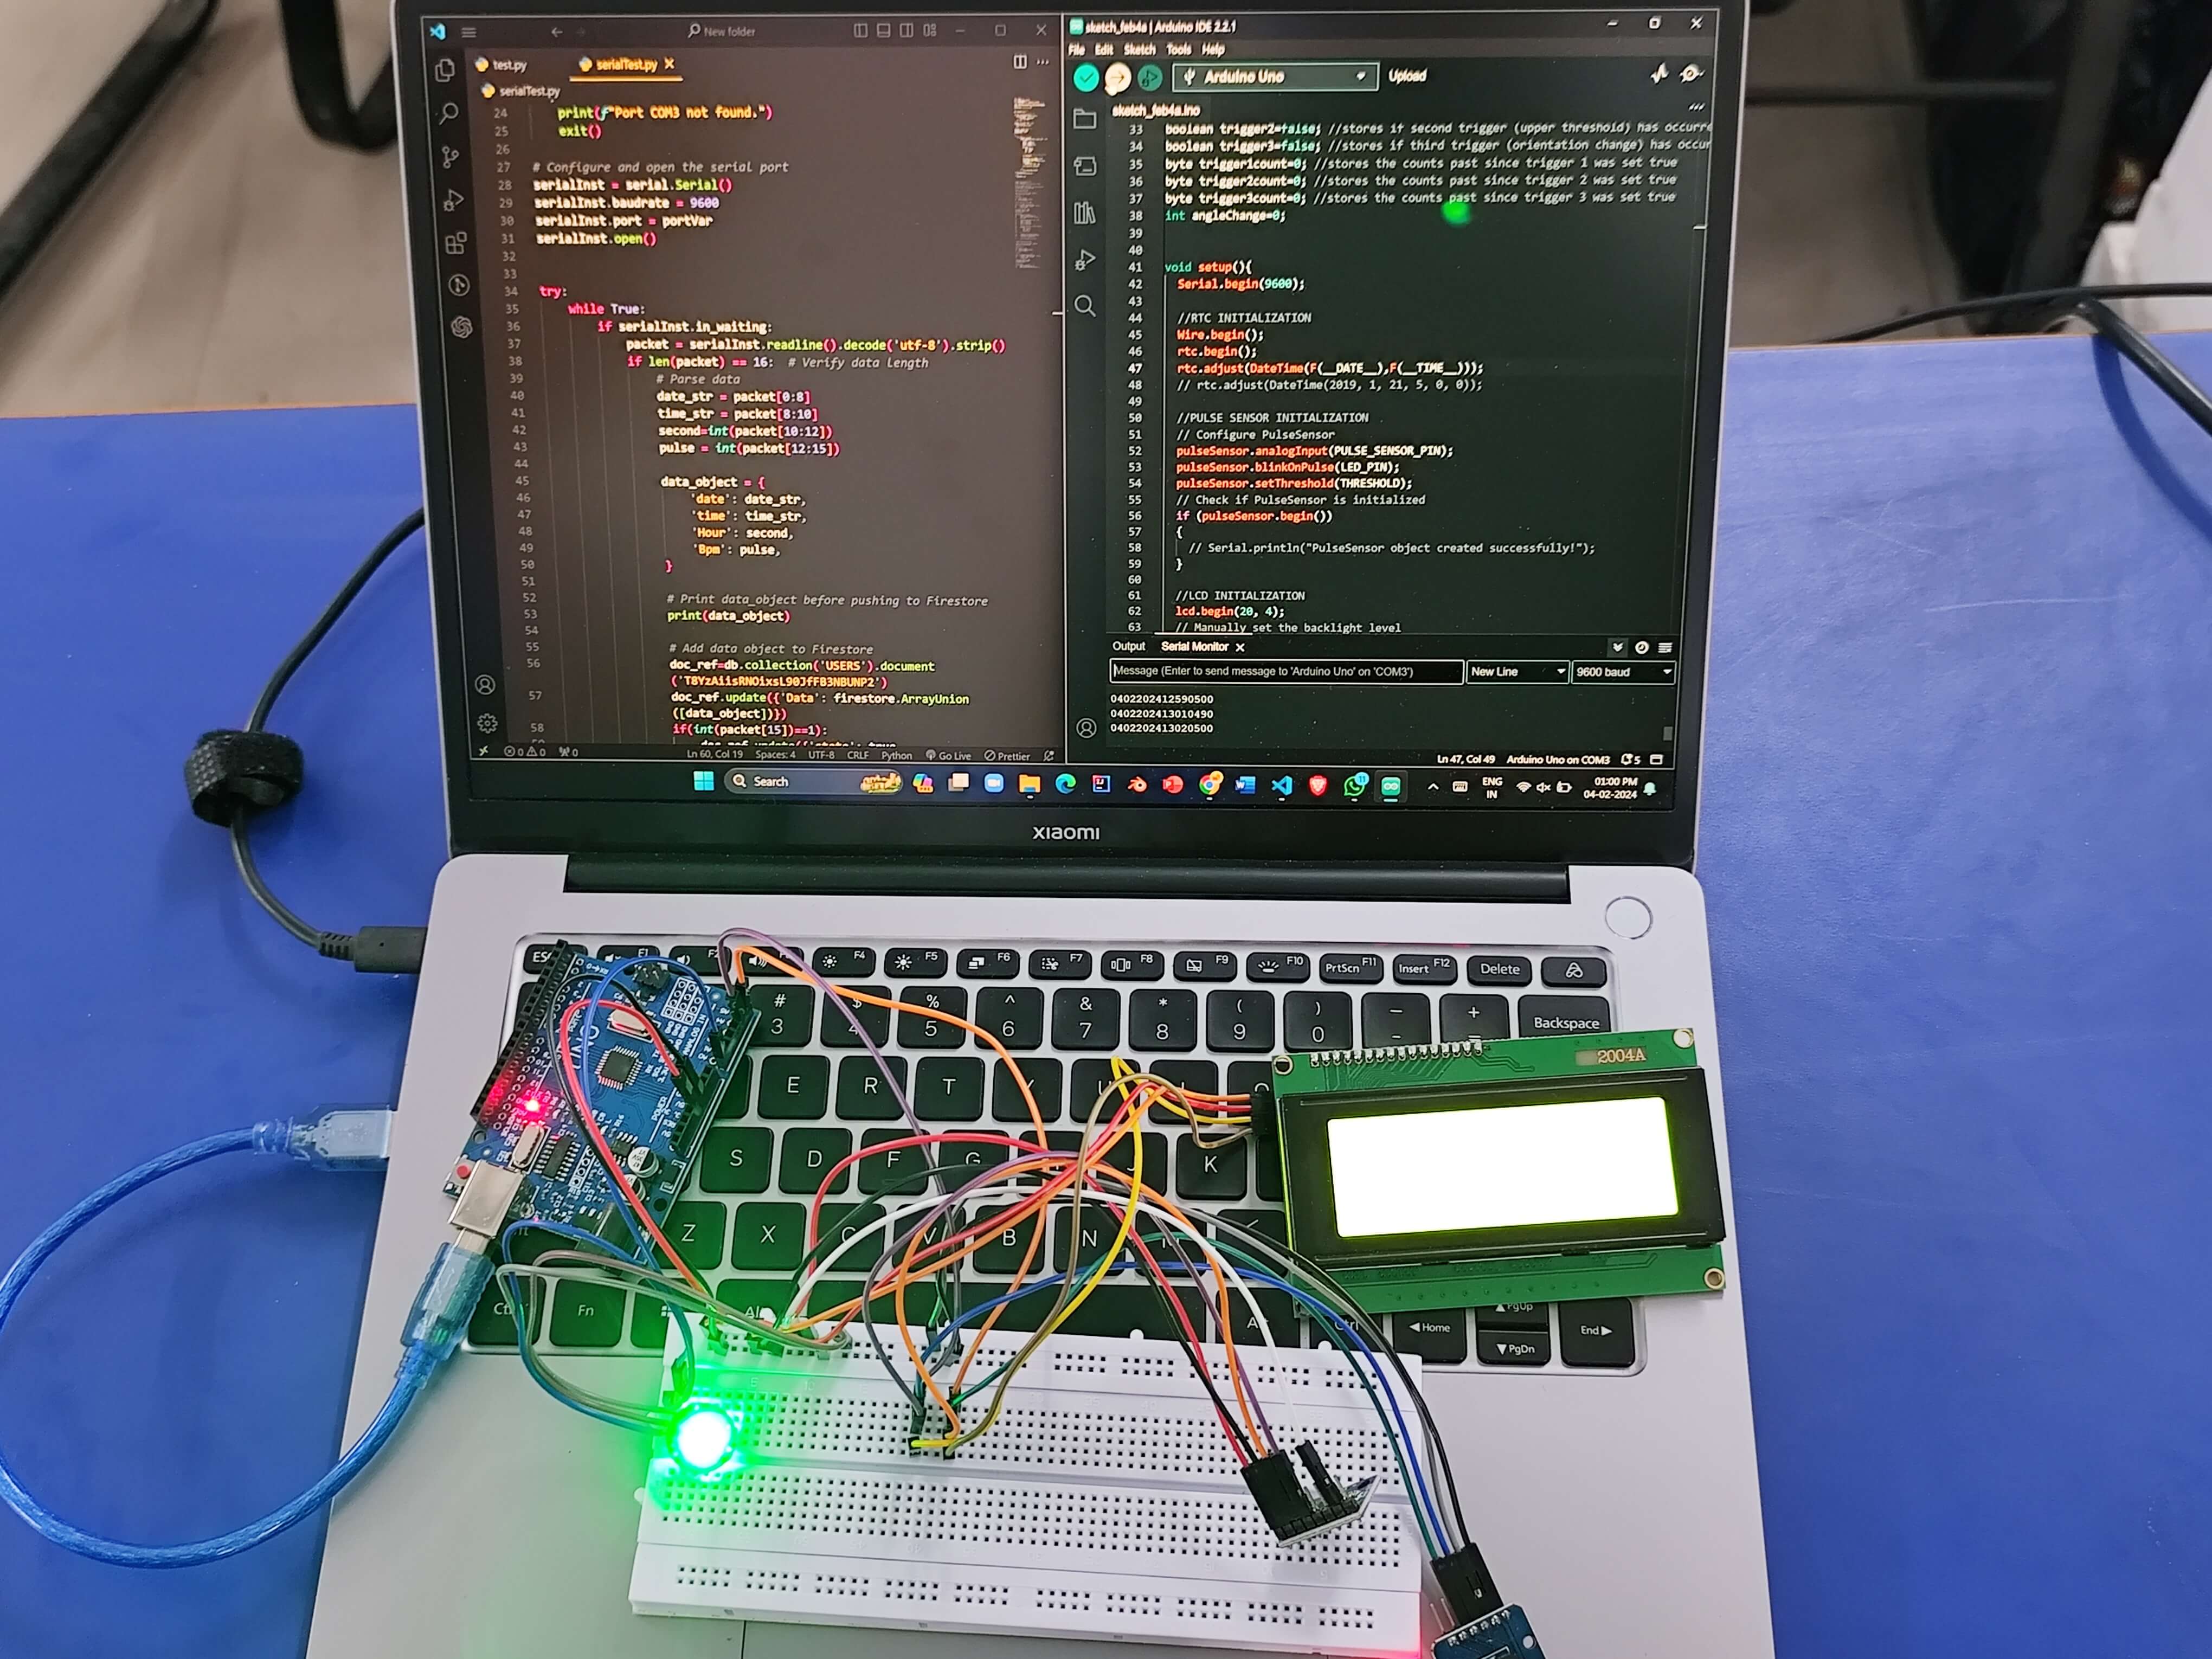 New folder
test.py
serialTest.py
serialTest.py
24 print(f"Port COM3 not found.")
25 exit()
26
27 # Configure and open the serial port
28 serialInst = serial.Serial()
29 serialInst.baudrate = 9600
30 serialInst.port = portVar
31 serialInst.open()
32
33
34 try:
35 while True:
36 if serialInst.in_waiting:
37 packet = serialInst.readline().decode('utf-8').strip()
38 if len(packet) == 16: # Verify data length
39 # Parse data
40 date_str = packet[0:8]
41 time_str = packet[8:10]
42 second=int(packet[10:12])
43 pulse = int(packet[12:15])
44
45 data_object = {
46 'date': date_str,
47 'time': time_str,
48 'Hour': second,
49 'Bpm': pulse,
50 }
51
52 # Print data_object before pushing to Firestore
53 print(data_object)
54
55 # Add data object to Firestore
56 doc_ref=db.collection('USERS').document
('T8YzAiisRNOixsL90JfFB3NBUNP2')
57 doc_ref.update({'Data': firestore.ArrayUnion
([data_object])})
58 if(int(packet[15])==1):
0 0 0
Ln 60, Col 19 Spaces: 4 UTF-8 CRLF Python Go Live Prettier
sketch_feb4a | Arduino IDE 2.2.1
File Edit Sketch Tools Help
Arduino Uno
Upload
sketch_feb4a.ino
33 boolean trigger2=false; //stores if second trigger (upper threshold) has occurre
34 boolean trigger3=false; //stores if third trigger (orientation change) has occur
35 byte trigger1count=0; //stores the counts past since trigger 1 was set true
36 byte trigger2count=0; //stores the counts past since trigger 2 was set true
37 byte trigger3count=0; //stores the counts past since trigger 3 was set true
38 int angleChange=0;
39
40
41 void setup(){
42 Serial.begin(9600);
43
44 //RTC INITIALIZATION
45 Wire.begin();
46 rtc.begin();
47 rtc.adjust(DateTime(F(__DATE__),F(__TIME__)));
48 // rtc.adjust(DateTime(2019, 1, 21, 5, 0, 0));
49
50 //PULSE SENSOR INITIALIZATION
51 // Configure PulseSensor
52 pulseSensor.analogInput(PULSE_SENSOR_PIN);
53 pulseSensor.blinkOnPulse(LED_PIN);
54 pulseSensor.setThreshold(THRESHOLD);
55 // Check if PulseSensor is initialized
56 if (pulseSensor.begin())
57 {
58 // Serial.println("PulseSensor object created successfully!");
59 }
60
61 //LCD INITIALIZATION
62 lcd.begin(20, 4);
63 // Manually set the backlight level
Output Serial Monitor
Message (Enter to send message to 'Arduino Uno' on 'COM3')
New Line
9600 baud
0402202412590500
0402202413010490
0402202413020500
Ln 47, Col 49 Arduino Uno on COM3 5
Search
11
ENG
IN
01:00 PM
04-02-2024
xiaomi
F4 F5 F6 F7 F8 F9 F10 PrtScn F11 Insert F12 Delete
# 3 $ 4 % 5 ^ 6 & 7 * 8 ( 9 ) 0 - _ + = Backspace
E R T
S D F G K
Z X C V B N
Fn Alt Ctrl Home PgUp PgDn End
2004A
UNO
ANALOG IN
POWER